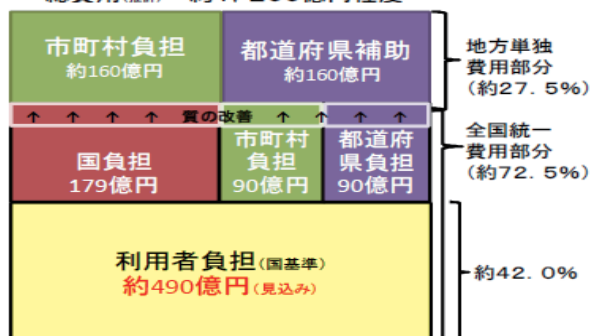 市町村負担
約160億円
都道府県補助
約160億円
地方単独
費用部分
(約27.5%)
↑ ↑ ↑ ↑ 質の改善 ↑ ↑ ↑ ↑
国負担
179億円
市町村
負担
90億円
都道府
県負担
90億円
全国統一
費用部分
(約72.5%)
利用者負担(国基準)
約490億円(見込み)
約42.0%